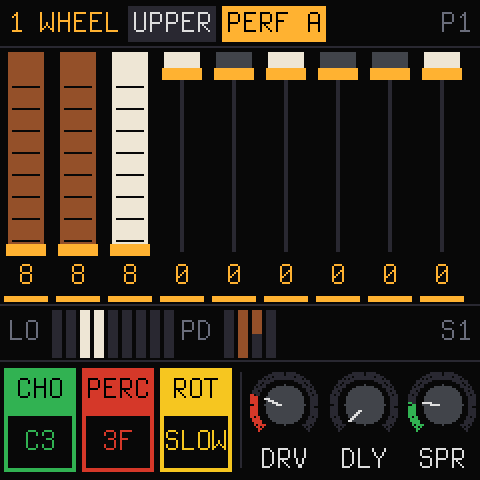 1 WHEEL UPPER PERF A P1
8 8 8 0 0 0 0 0 0
LO PD S1
CHO PERC ROT
C3 3F SLOW
DRV DLY SPR